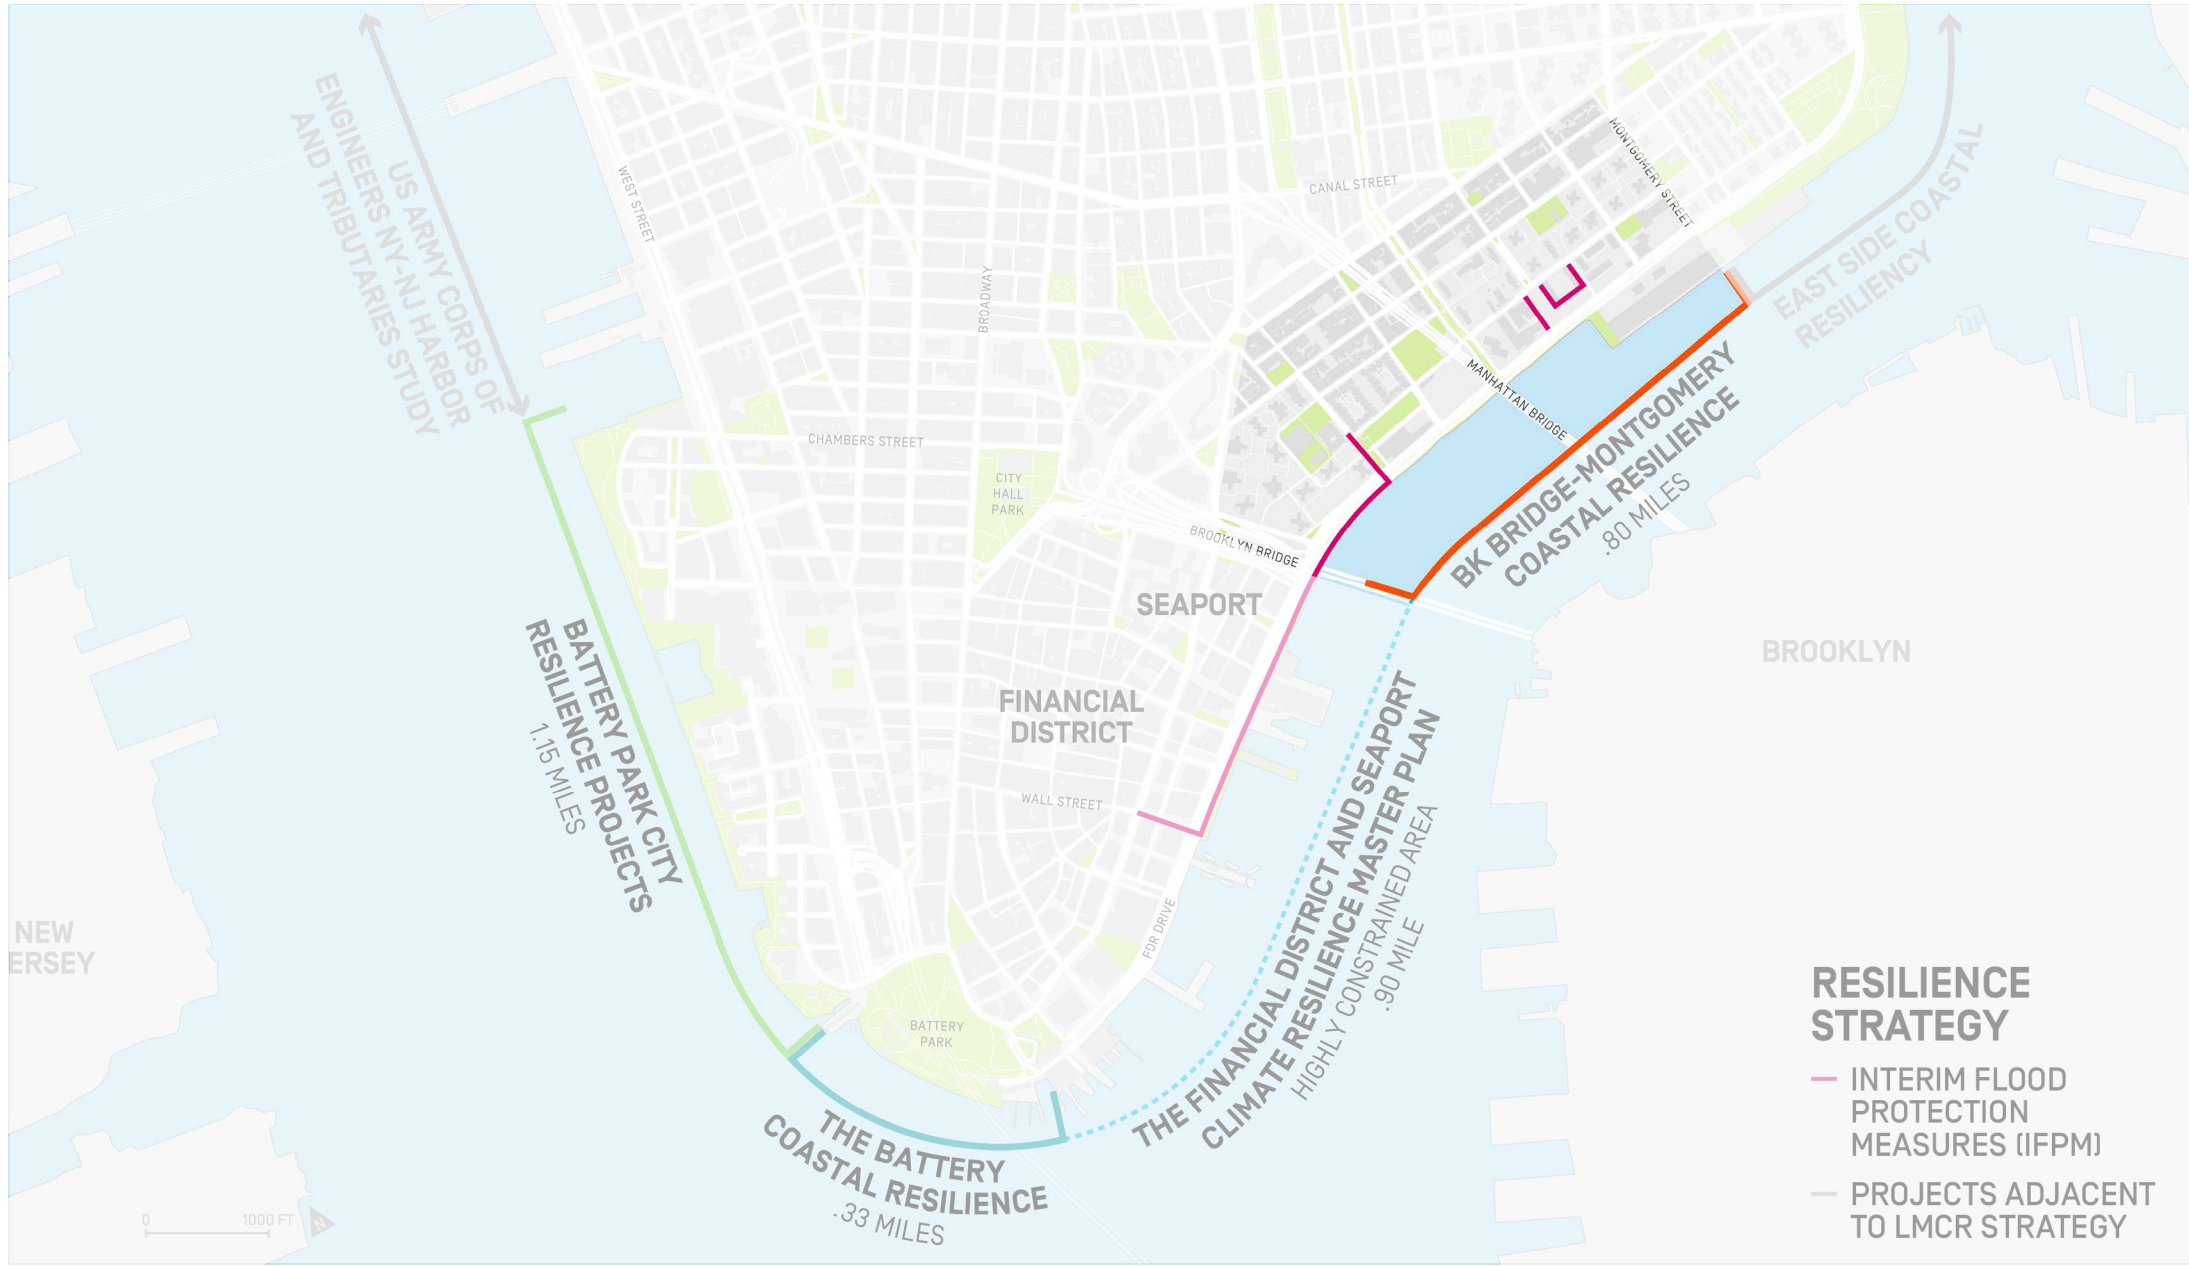 US ARMY CORPS OF
ENGINEERS NY-NJ HARBOR
AND TRIBUTARIES STUDY
WEST STREET
BROADWAY
CANAL STREET
MONTGOMERY STREET
EAST SIDE COASTAL
RESILIENCY
MANHATTAN BRIDGE
BK BRIDGE-MONTGOMERY
COASTAL RESILIENCE
.80 MILES
CHAMBERS STREET
CITY
HALL
PARK
BROOKLYN BRIDGE
SEAPORT
BROOKLYN
FINANCIAL
DISTRICT
BATTERY PARK CITY
RESILIENCE PROJECTS
1.15 MILES
WALL STREET
FDR DRIVE
THE FINANCIAL DISTRICT AND SEAPORT
CLIMATE RESILIENCE MASTER PLAN
HIGHLY CONSTRAINED AREA
.90 MILE
NEW
ERSEY
BATTERY
PARK
THE BATTERY
COASTAL RESILIENCE
.33 MILES
0 1000 FT N
RESILIENCE
STRATEGY
INTERIM FLOOD
PROTECTION
MEASURES (IFPM)
PROJECTS ADJACENT
TO LMCR STRATEGY